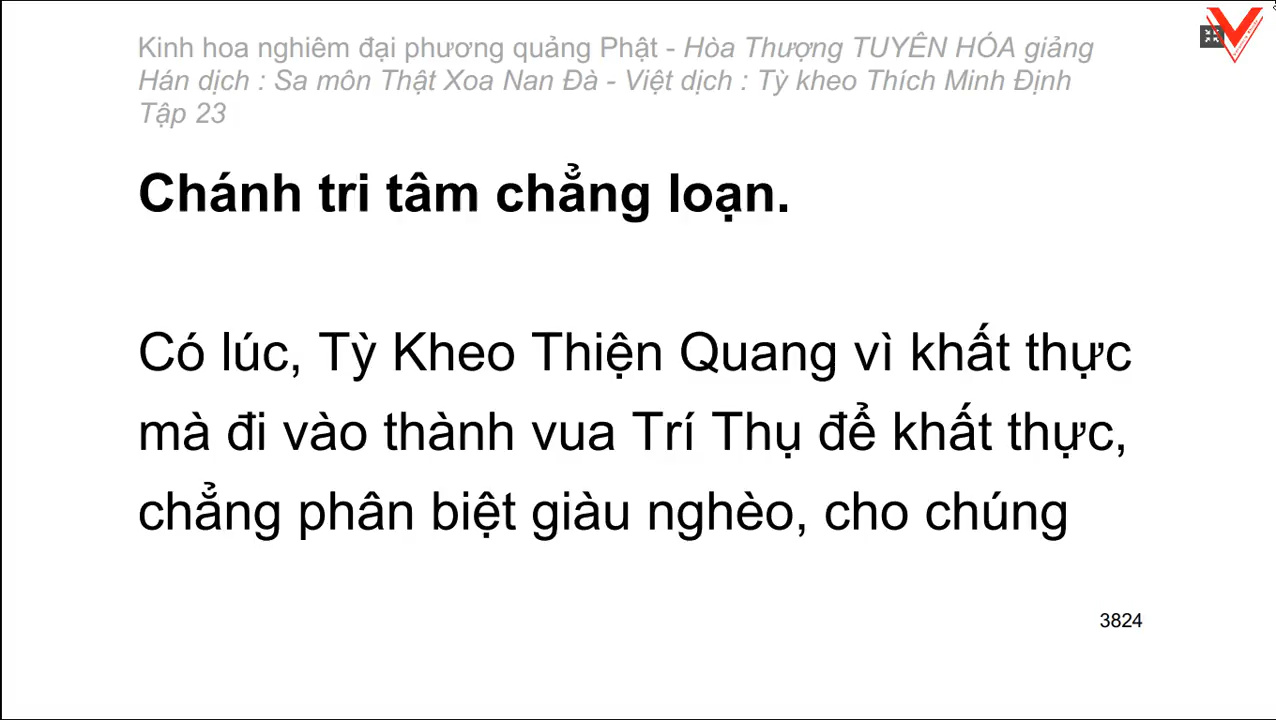 Kinh hoa nghiêm đại phương quảng Phật - Hòa Thượng TUYÊN HÓA giảng
Hán dịch : Sa môn Thật Xoa Nan Đà - Việt dịch : Tỳ kheo Thích Minh Định
Tập 23
Chánh tri tâm chẳng loạn.
Có lúc, Tỳ Kheo Thiện Quang vì khất thực
mà đi vào thành vua Trí Thụ để khất thực,
chẳng phân biệt giàu nghèo, cho chúng
3824